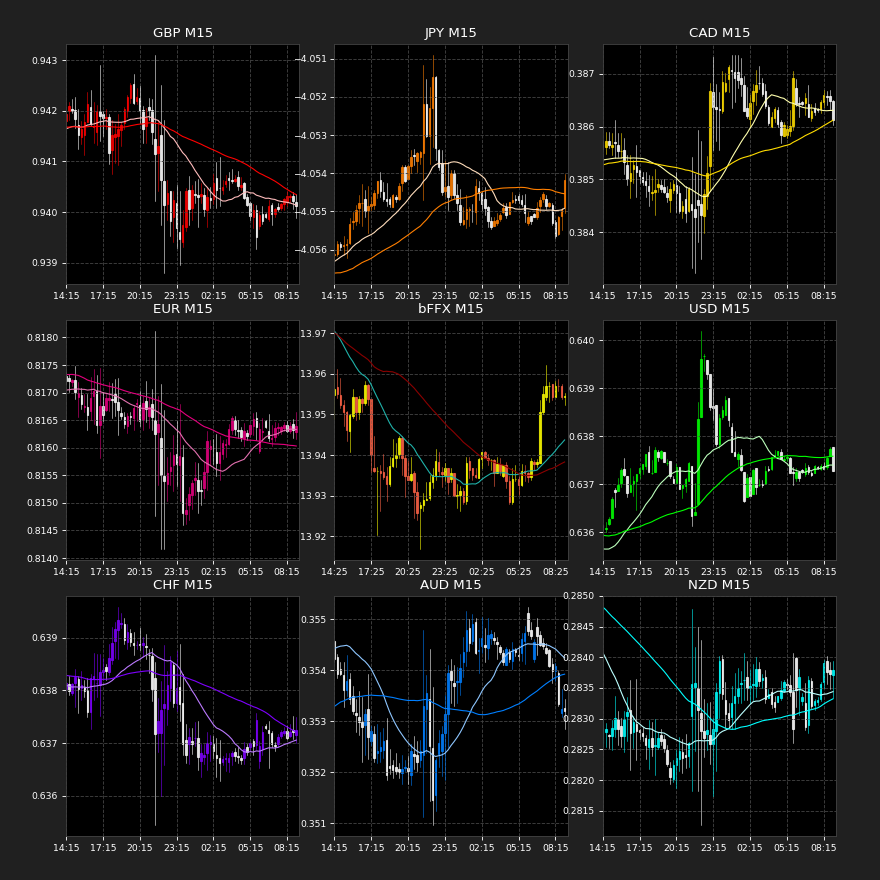 GBP M15
JPY M15
CAD M15
0.943
0.942
0.941
0.940
0.939
−4.051
−4.052
−4.053
−4.054
−4.055
−4.056
0.387
0.386
0.385
0.384
14:15 17:15 20:15 23:15 02:15 05:15 08:15
14:15 17:15 20:15 23:15 02:15 05:15 08:15
14:15 17:15 20:15 23:15 02:15 05:15 08:15
EUR M15
bFFX M15
USD M15
0.8180
0.8175
0.8170
0.8165
0.8160
0.8155
0.8150
0.8145
0.8140
13.97
13.96
13.95
13.94
13.93
13.92
0.640
0.639
0.638
0.637
0.636
14:15 17:15 20:15 23:15 02:15 05:15 08:15
14:25 17:25 20:25 23:25 02:25 05:25 08:25
14:15 17:15 20:15 23:15 02:15 05:15 08:15
CHF M15
AUD M15
NZD M15
0.639
0.638
0.637
0.636
0.355
0.354
0.353
0.352
0.351
0.2850
0.2845
0.2840
0.2835
0.2830
0.2825
0.2820
0.2815
14:15 17:15 20:15 23:15 02:15 05:15 08:15
14:15 17:15 20:15 23:15 02:15 05:15 08:15
14:15 17:15 20:15 23:15 02:15 05:15 08:15